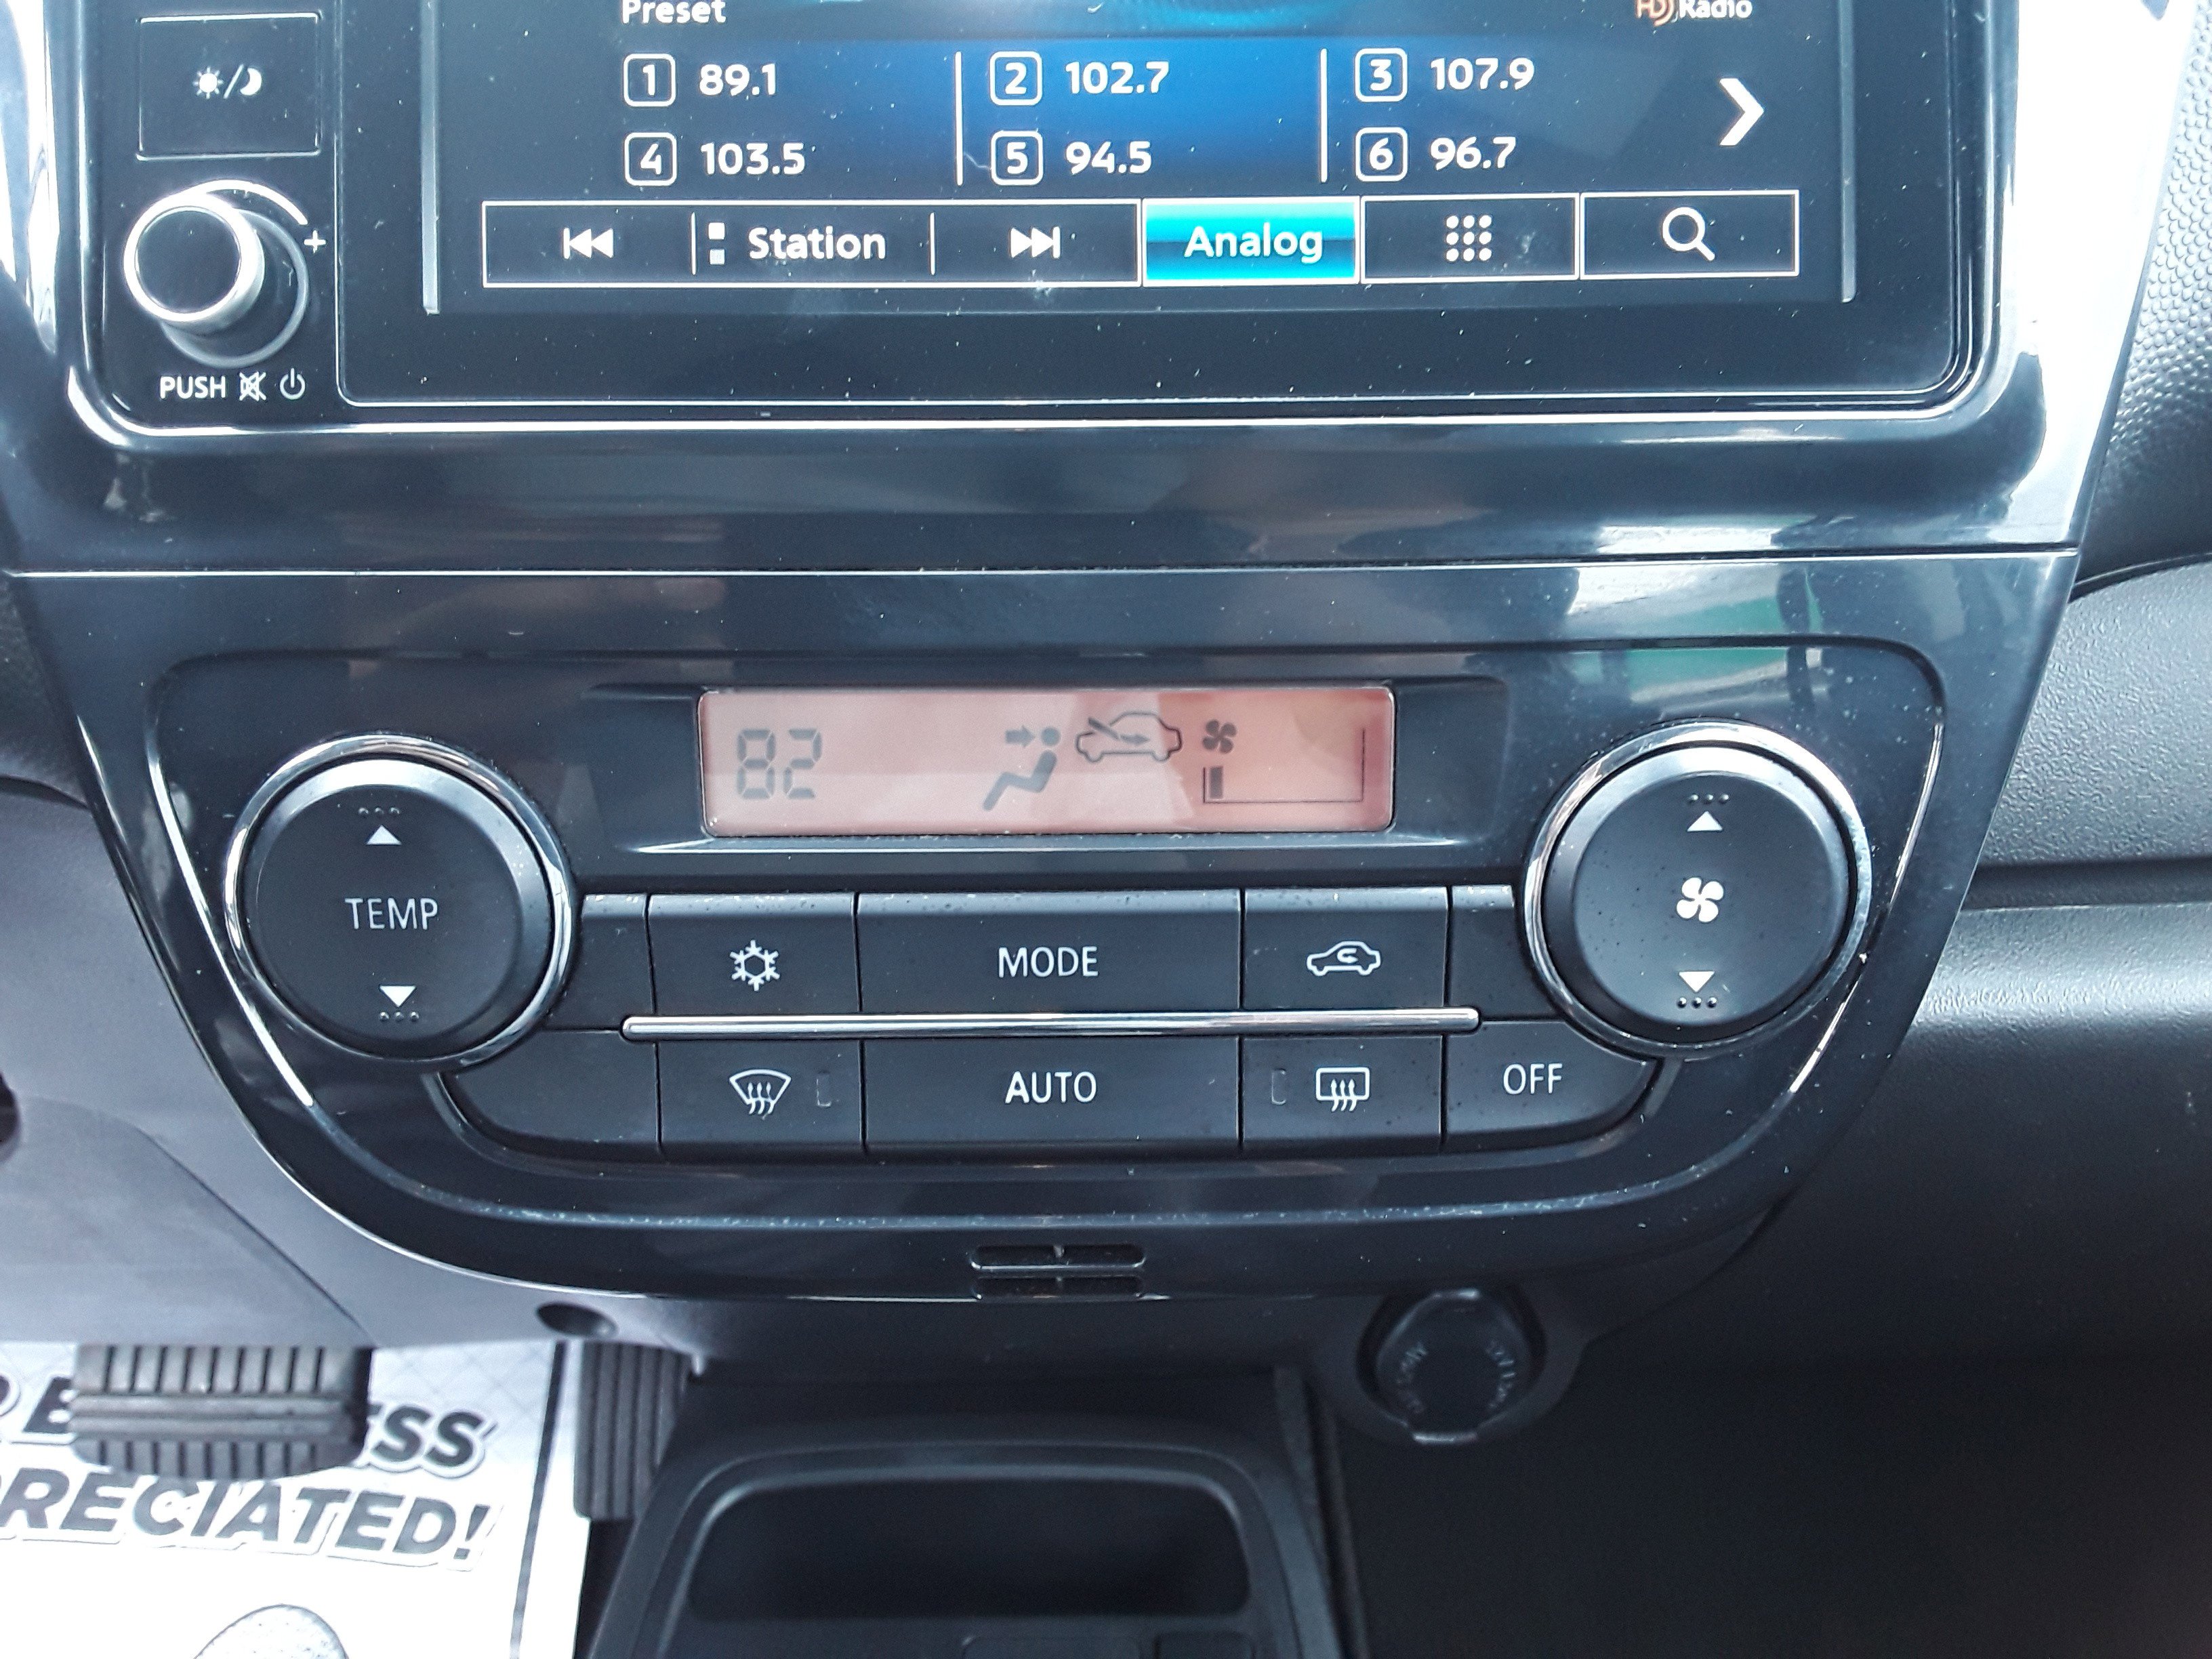 Preset
HD Radio
1 89.1 2 102.7 3 107.9
4 103.5 5 94.5 6 96.7
Station Analog
PUSH
82
TEMP
MODE
AUTO
OFF
ESS
RECIATED!